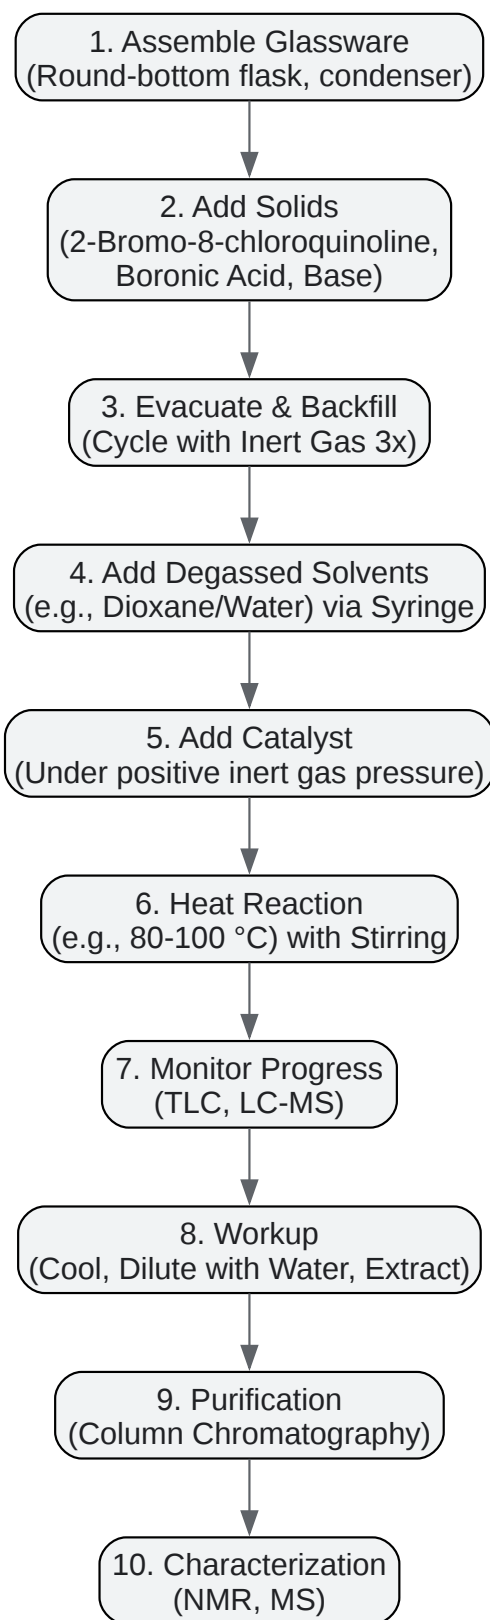 1. Assemble Glassware
(Round-bottom flask, condenser)
2. Add Solids
(2-Bromo-8-chloroquinoline,
Boronic Acid, Base)
3. Evacuate & Backfill
(Cycle with Inert Gas 3x)
4. Add Degassed Solvents
(e.g., Dioxane/Water) via Syringe
5. Add Catalyst
(Under positive inert gas pressure)
6. Heat Reaction
(e.g., 80-100 °C) with Stirring
7. Monitor Progress
(TLC, LC-MS)
8. Workup
(Cool, Dilute with Water, Extract)
9. Purification
(Column Chromatography)
10. Characterization
(NMR, MS)